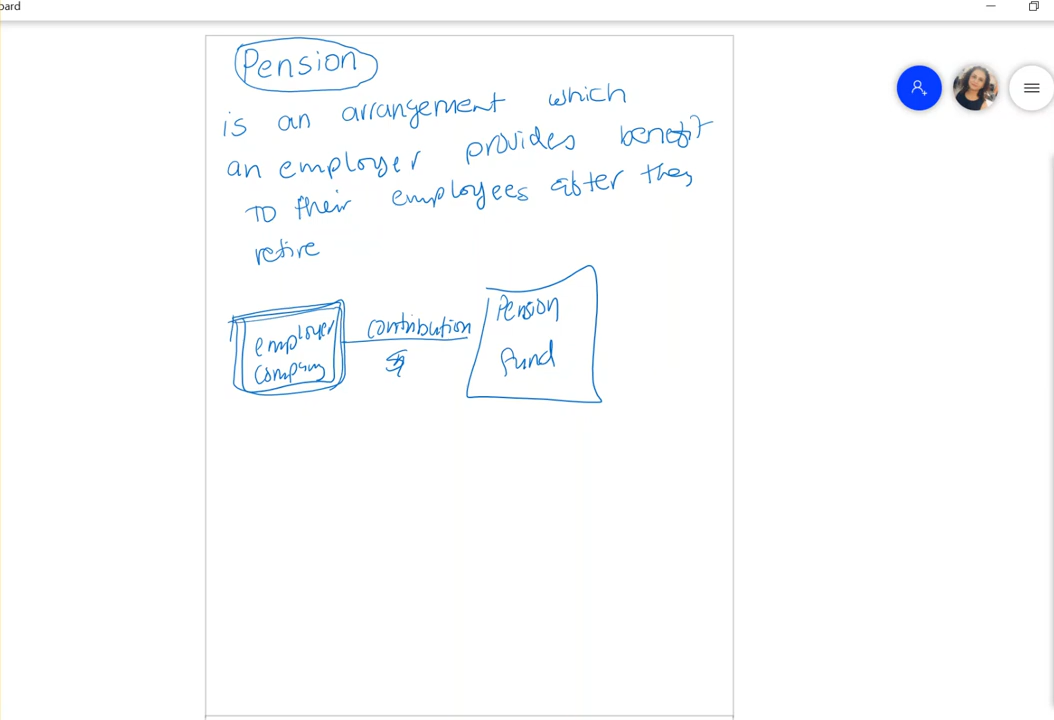 oard
Pension
is an arrangement which
an employer provides benefit
to their employees after they
retire
employer
company
contribution
$
Pension
fund